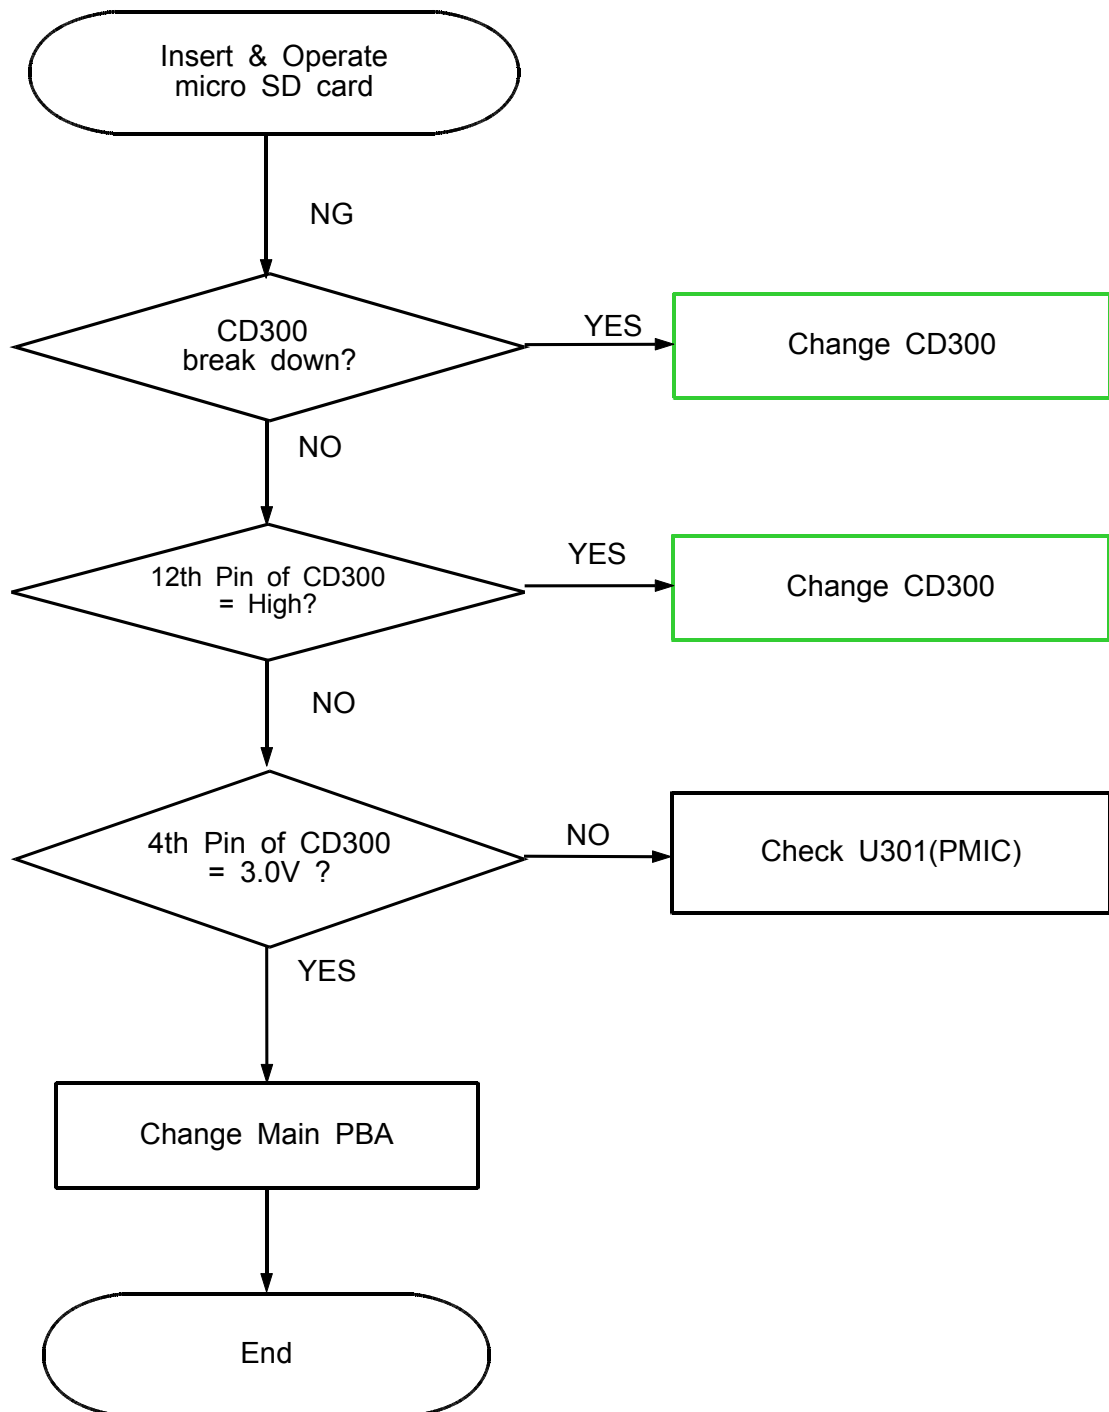 Insert & Operate
micro SD card
NG
CD300
break down?
YES
Change CD300
NO
12th Pin of CD300
= High?
YES
Change CD300
NO
4th Pin of CD300
= 3.0V ?
NO
Check U301(PMIC)
YES
Change Main PBA
End